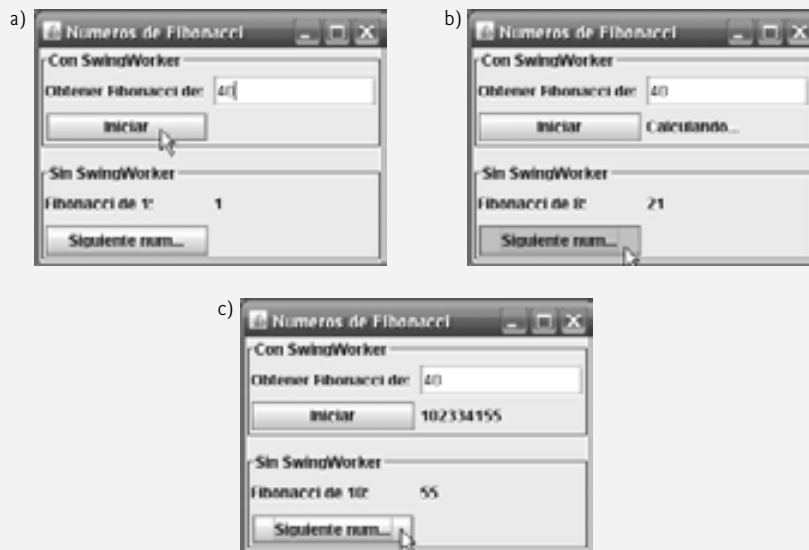 a)
Numeros de Fibonacci
Con SwingWorker
Obtener Fibonacci de: 40
Iniciar
Sin SwingWorker
Fibonacci de 1: 1
Siguiente num...
b)
Numeros de Fibonacci
Con SwingWorker
Obtener Fibonacci de: 40
Iniciar Calculando...
Sin SwingWorker
Fibonacci de 8: 21
Siguiente num...
c)
Numeros de Fibonacci
Con SwingWorker
Obtener Fibonacci de: 40
Iniciar 102334155
Sin SwingWorker
Fibonacci de 10: 55
Siguiente num...